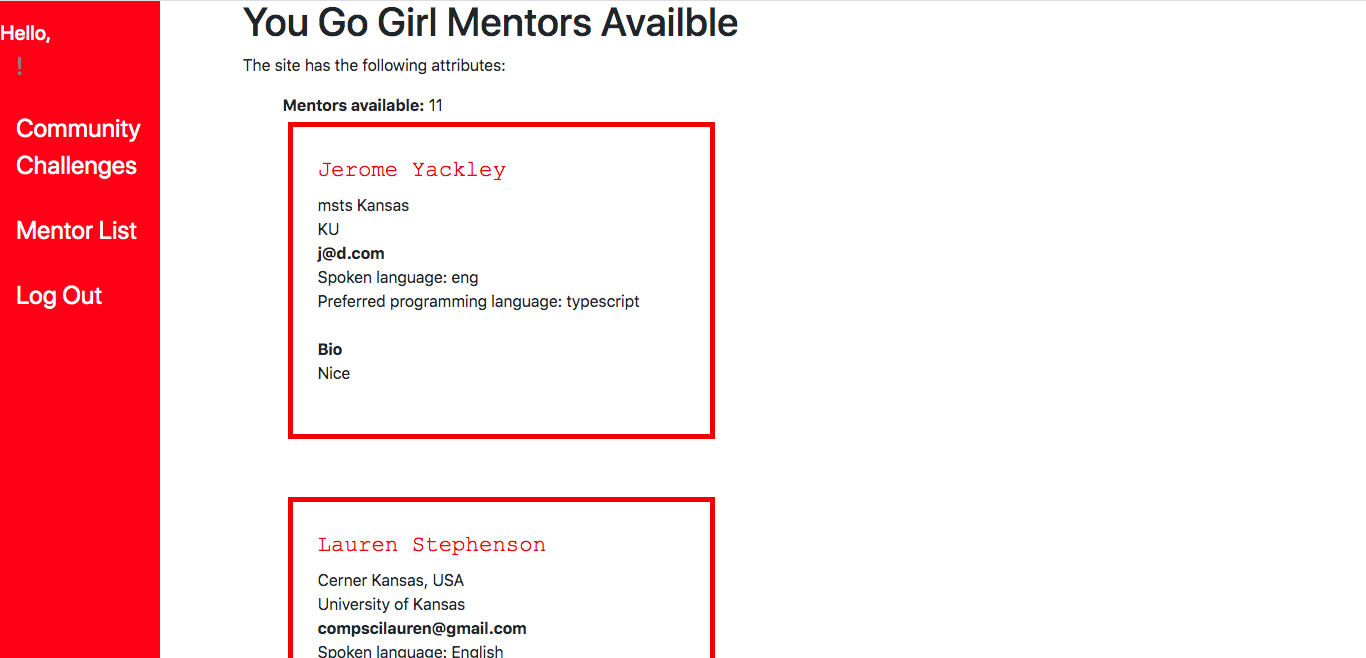 Hello,
!
Community
Challenges
Mentor List
Log Out
You Go Girl Mentors Availble
The site has the following attributes:
Mentors available: 11
Jerome Yackley
msts Kansas
KU
j@d.com
Spoken language: eng
Preferred programming language: typescript
Bio
Nice
Lauren Stephenson
Cerner Kansas, USA
University of Kansas
compscilauren@gmail.com
Spoken language: English